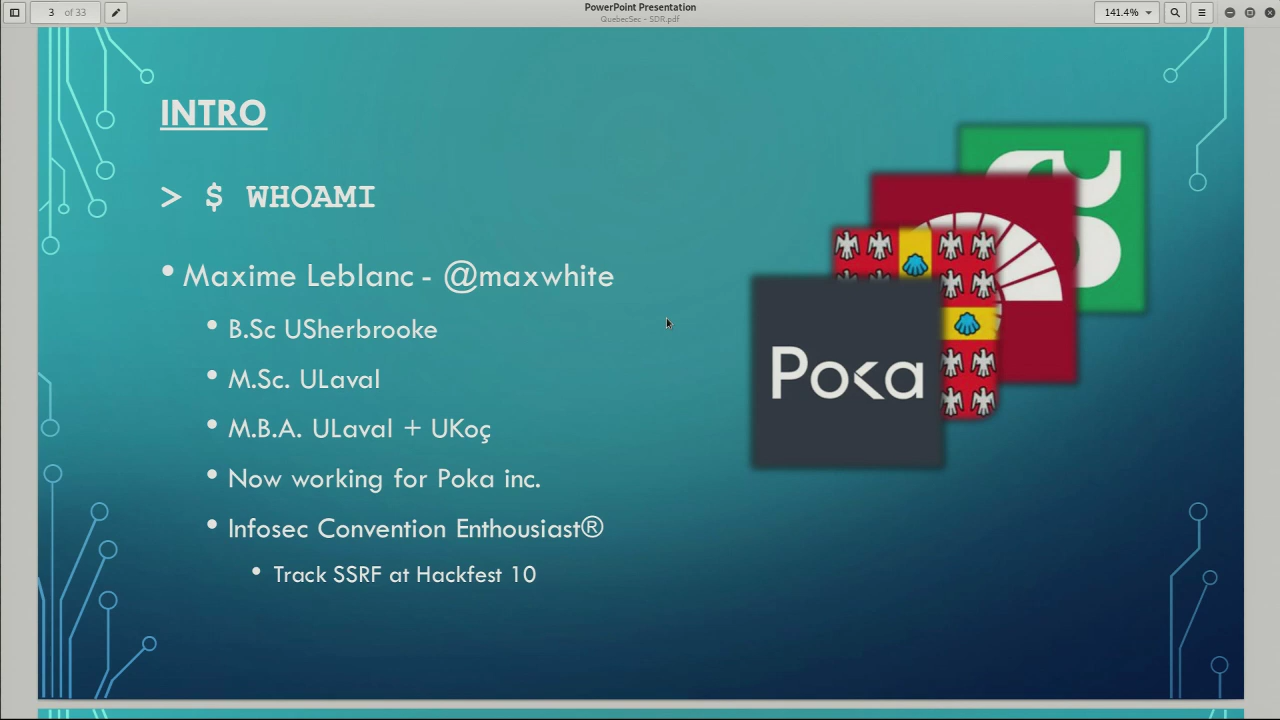 3 of 33
PowerPoint Presentation
QuebecSec - SDR.pdf
141.4%
INTRO
> $ WHOAMI
• Maxime Leblanc - @maxwhite
• B.Sc USherbrooke
• M.Sc. ULaval
• M.B.A. ULaval + UKoç
• Now working for Poka inc.
• Infosec Convention Enthousiast®
• Track SSRF at Hackfest 10
Poka